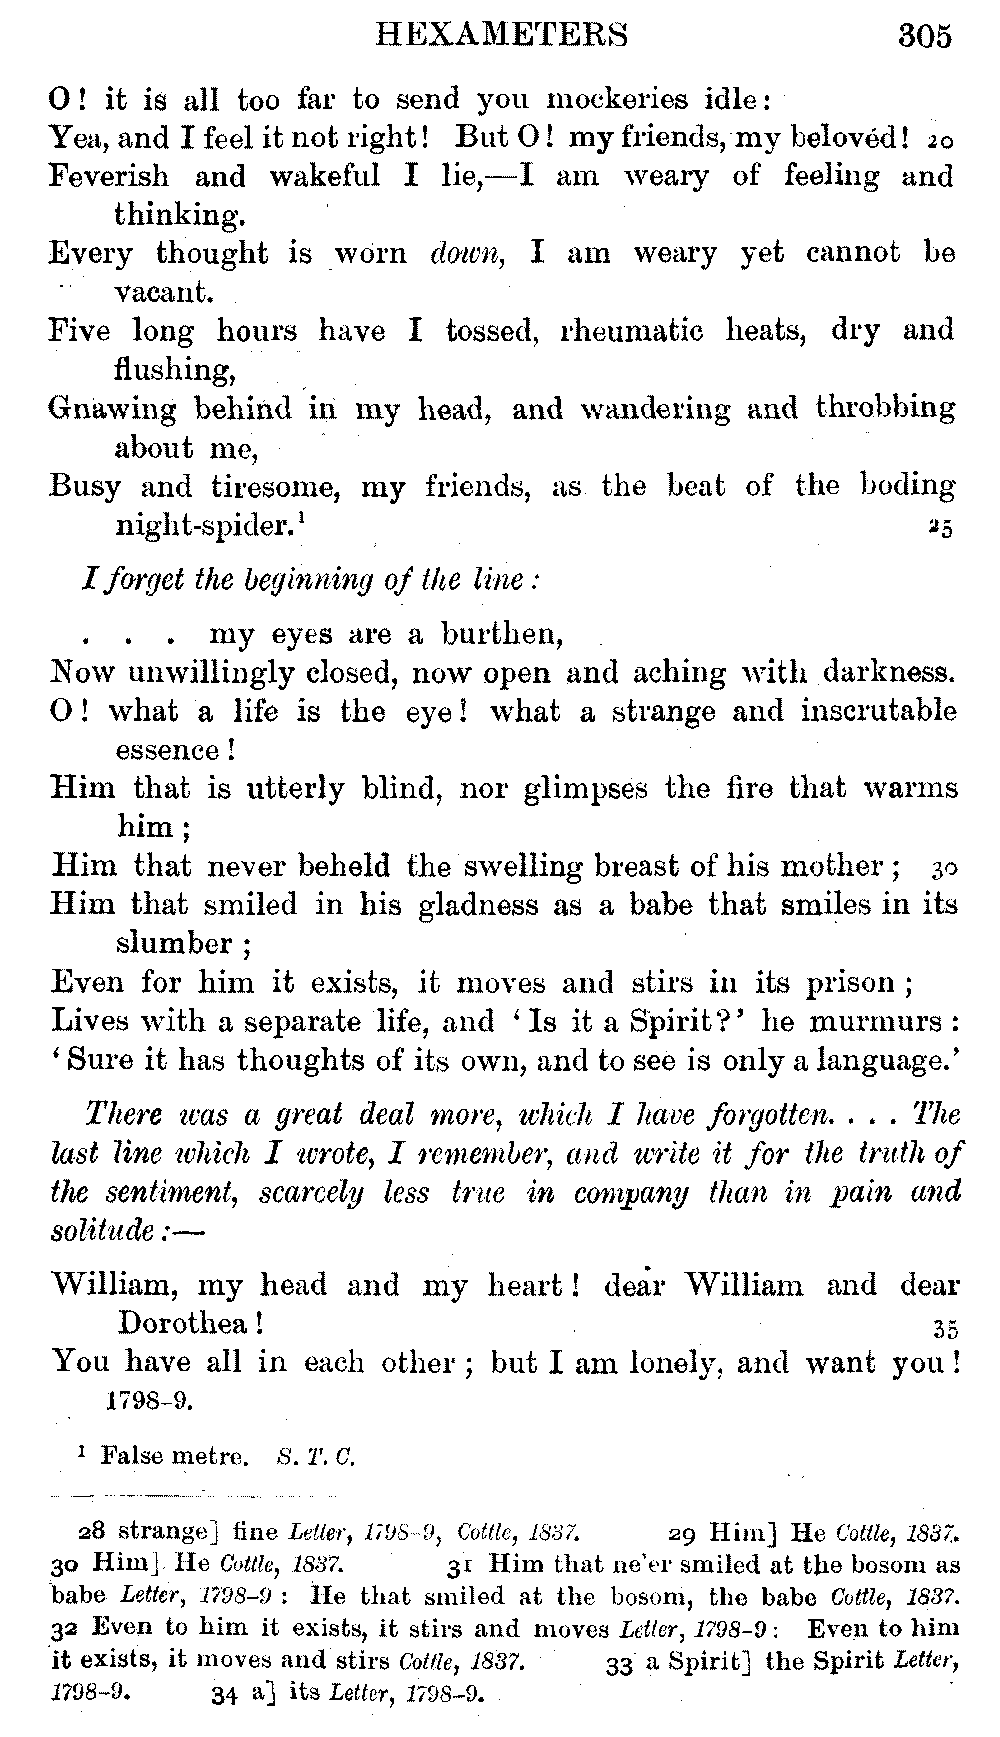 HEXAMETERS 305
O! it is all too far to send you mockeries idle:
Yea, and I feel it not right! But O! my friends, my belovéd! 20
Feverish and wakeful I lie,—I am weary of feeling and
thinking.
Every thought is worn down, I am weary yet cannot be
vacant.
Five long hours have I tossed, rheumatic heats, dry and
flushing,
Gnawing behind in my head, and wandering and throbbing
about me,
Busy and tiresome, my friends, as the beat of the boding
night-spider.¹ 25
I forget the beginning of the line:
. . . my eyes are a burthen,
Now unwillingly closed, now open and aching with darkness.
O! what a life is the eye! what a strange and inscrutable
essence!
Him that is utterly blind, nor glimpses the fire that warms
him;
Him that never beheld the swelling breast of his mother; 30
Him that smiled in his gladness as a babe that smiles in its
slumber;
Even for him it exists, it moves and stirs in its prison;
Lives with a separate life, and 'Is it a Spirit?' he murmurs:
'Sure it has thoughts of its own, and to see is only a language.'
There was a great deal more, which I have forgotten. . . . The
last line which I wrote, I remember, and write it for the truth of
the sentiment, scarcely less true in company than in pain and
solitude:—
William, my head and my heart! dear William and dear
Dorothea! 35
You have all in each other; but I am lonely, and want you!
1798–9.
¹ False metre. S. T. C.
28 strange] fine Letter, 1798–9, Cottle, 1837. 29 Him] He Cottle, 1837.
30 Him] He Cottle, 1837. 31 Him that ne'er smiled at the bosom as
babe Letter, 1798–9: He that smiled at the bosom, the babe Cottle, 1837.
32 Even to him it exists, it stirs and moves Letter, 1798–9: Even to him
it exists, it moves and stirs Cottle, 1837. 33 a Spirit] the Spirit Letter,
1798–9. 34 a] its Letter, 1798–9.